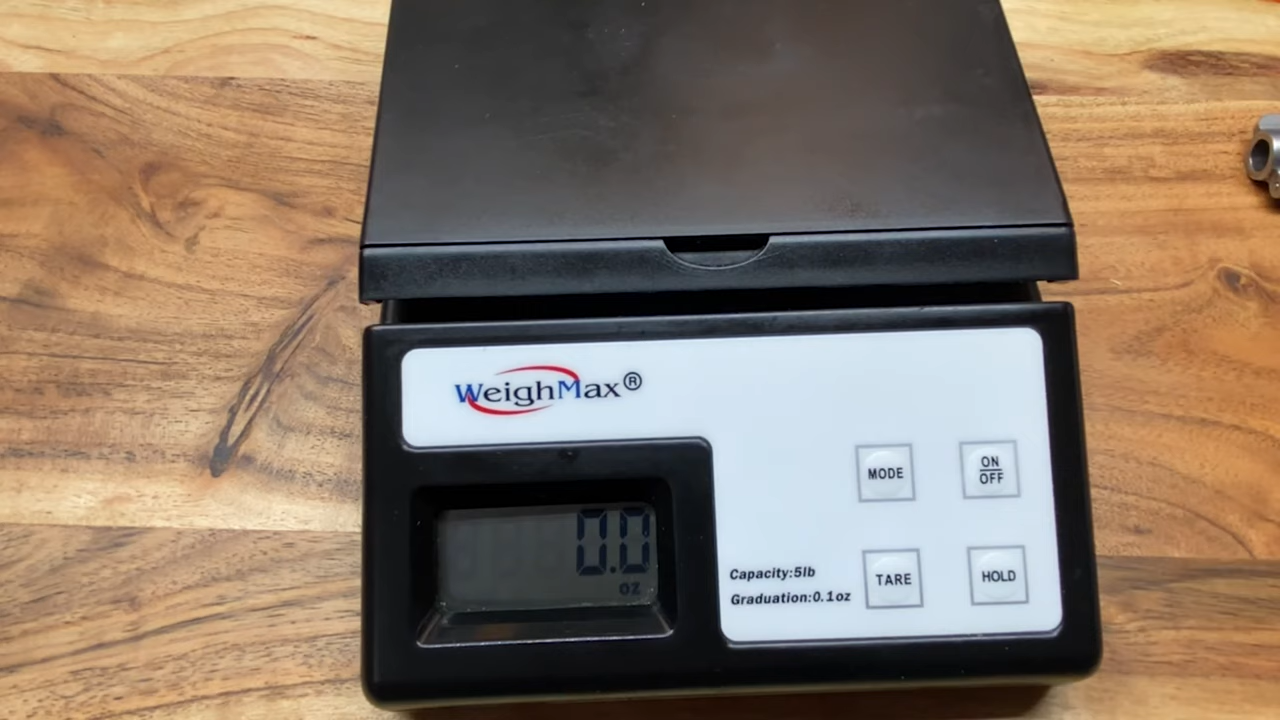 WeighMax®
MODE
ON
OFF
0.0
oz
Capacity:5lb
Graduation:0.1oz
TARE
HOLD